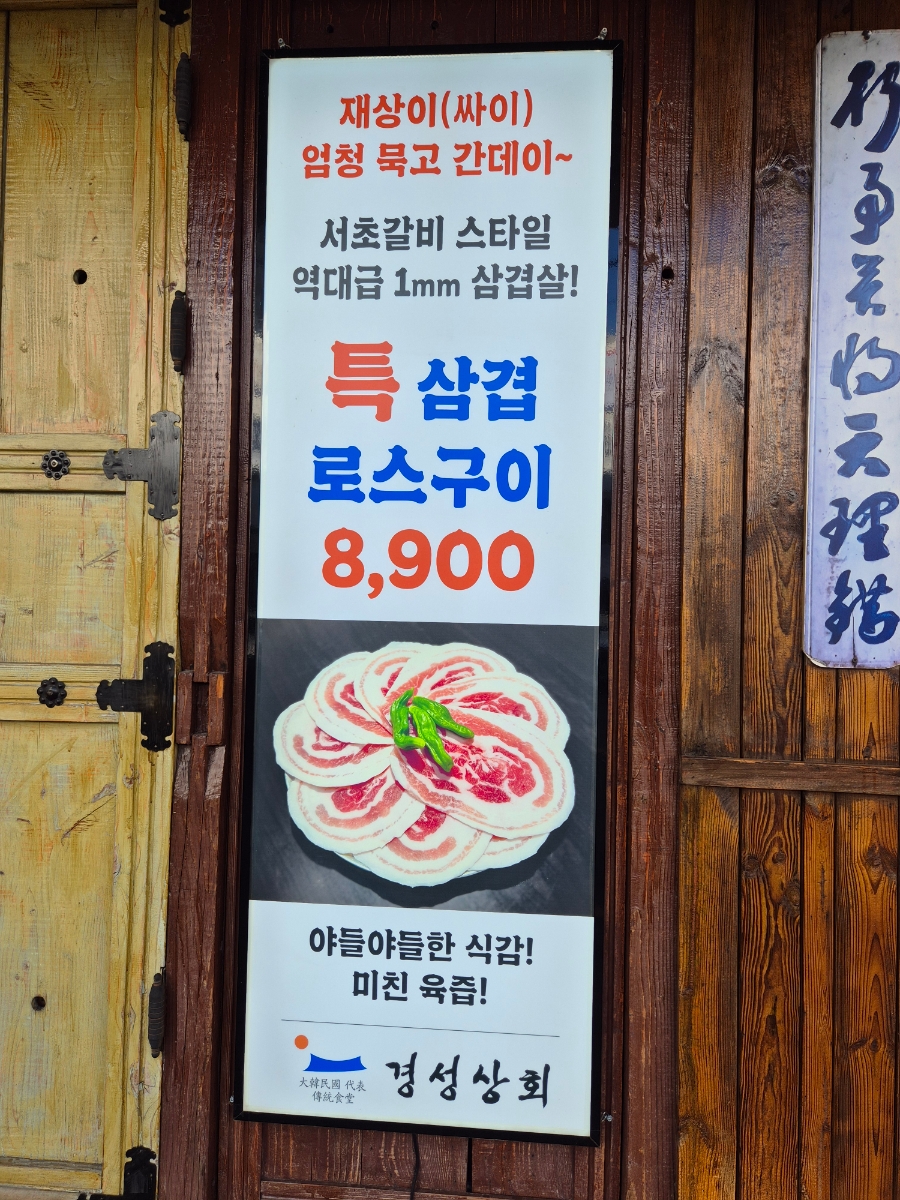 재상이(싸이)
엄청 묵고 간데이~
서초갈비 스타일
역대급 1mm 삼겹살!
특 삼겹
로스구이
8,900
야들야들한 식감!
미친 육즙!
大韓民國 代表
傳統食堂
경성상회
天
理